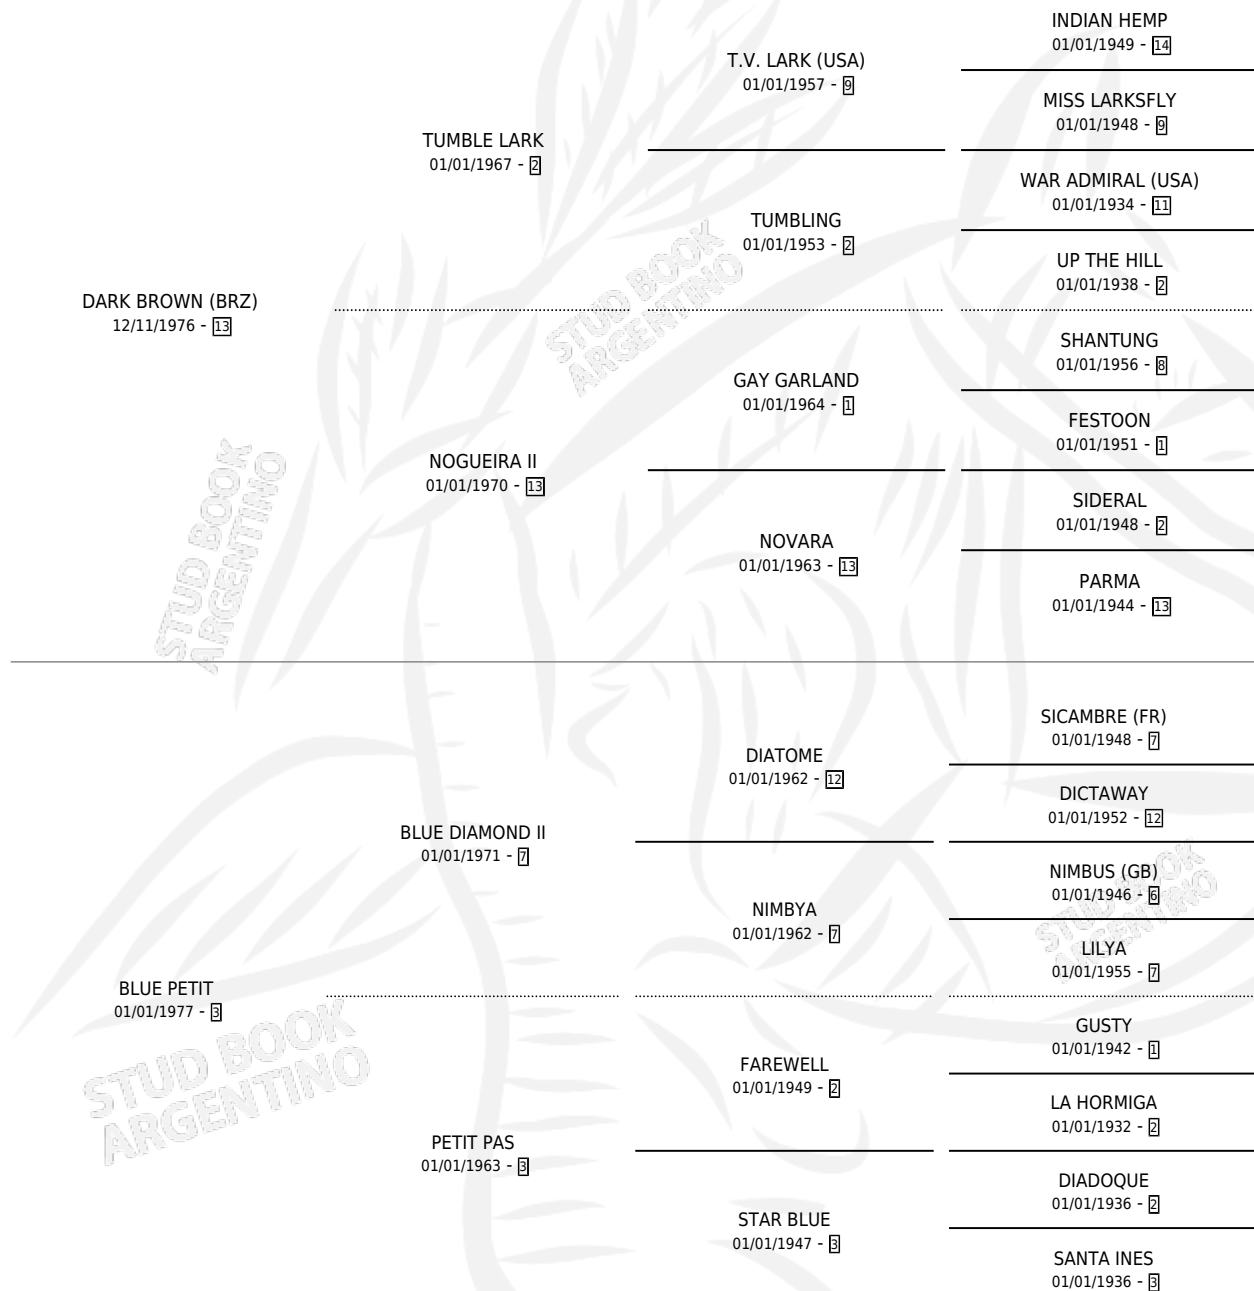 INDIAN HEMP
01/01/1949 - 14
T.V. LARK (USA)
01/01/1957 - 9
MISS LARKSFLY
01/01/1948 - 9
TUMBLE LARK
01/01/1967 - 2
WAR ADMIRAL (USA)
01/01/1934 - 11
TUMBLING
01/01/1953 - 2
UP THE HILL
01/01/1938 - 2
DARK BROWN (BRZ)
12/11/1976 - 13
SHANTUNG
01/01/1956 - 8
GAY GARLAND
01/01/1964 - 1
FESTOON
01/01/1951 - 1
NOGUEIRA II
01/01/1970 - 13
SIDERAL
01/01/1948 - 2
NOVARA
01/01/1963 - 13
PARMA
01/01/1944 - 13
SICAMBRE (FR)
01/01/1948 - 7
DIATOME
01/01/1962 - 12
DICTAWAY
01/01/1952 - 12
BLUE DIAMOND II
01/01/1971 - 7
NIMBUS (GB)
01/01/1946 - 6
NIMBYA
01/01/1962 - 7
LILYA
01/01/1955 - 7
BLUE PETIT
01/01/1977 - 3
GUSTY
01/01/1942 - 1
FAREWELL
01/01/1949 - 2
LA HORMIGA
01/01/1932 - 2
PETIT PAS
01/01/1963 - 3
DIADOQUE
01/01/1936 - 2
STAR BLUE
01/01/1947 - 3
SANTA INES
01/01/1936 - 3
STUD BOOK
ARGENTINO
STUD BOOK
ARGENTINO
STUD BOOK
ARGENTINO
STUD BOOK
ARGENTINO